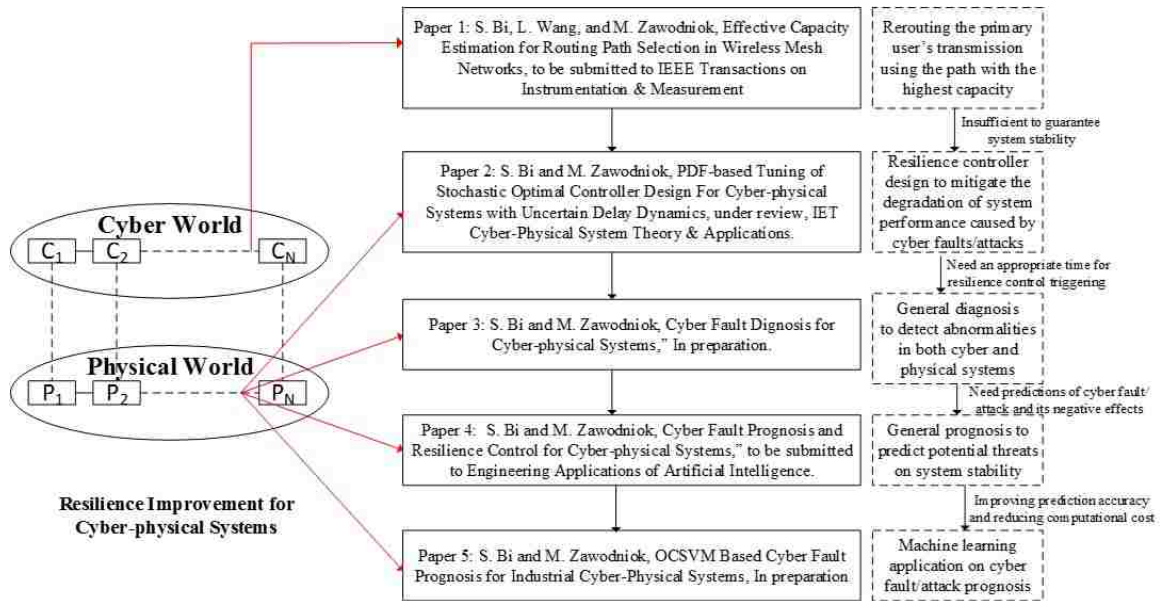 Paper 1: S. Bi, L. Wang, and M. Zawodniok, Effective Capacity
Estimation for Routing Path Selection in Wireless Mesh
Networks, to be submitted to IEEE Transactions on
Instrumentation & Measurement
Rerouting the primary
user's transmission
using the path with the
highest capacity
Insufficient to guarantee
system stability
Paper 2: S. Bi and M. Zawodniok, PDF-based Tuning of
Stochastic Optimal Controller Design For Cyber-physical
Systems with Uncertain Delay Dynamics, under review, IET
Cyber-Physical System Theory & Applications.
Resilience controller
design to mitigate the
degradation of system
performance caused by
cyber faults/attacks
Need an appropriate time for
resilience control triggering
Cyber World
C1
C2
CN
Paper 3: S. Bi and M. Zawodniok, Cyber Fault Dignosis for
Cyber-physical Systems,” In preparation.
General diagnosis
to detect abnormalities
in both cyber and
physical systems
Need predictions of cyber fault/
attack and its negative effects
Physical World
P1
P2
PN
Paper 4: S. Bi and M. Zawodniok, Cyber Fault Prognosis and
Resilience Control for Cyber-physical Systems,” to be submitted
to Engineering Applications of Artificial Intelligence.
General prognosis to
predict potential threats
on system stability
Improving prediction accuracy
and reducing computational cost
Resilience Improvement for
Cyber-physical Systems
Paper 5: S. Bi and M. Zawodniok, OCSVM Based Cyber Fault
Prognosis for Industrial Cyber-Physical Systems, In preparation
Machine learning
application on cyber
fault/attack prognosis